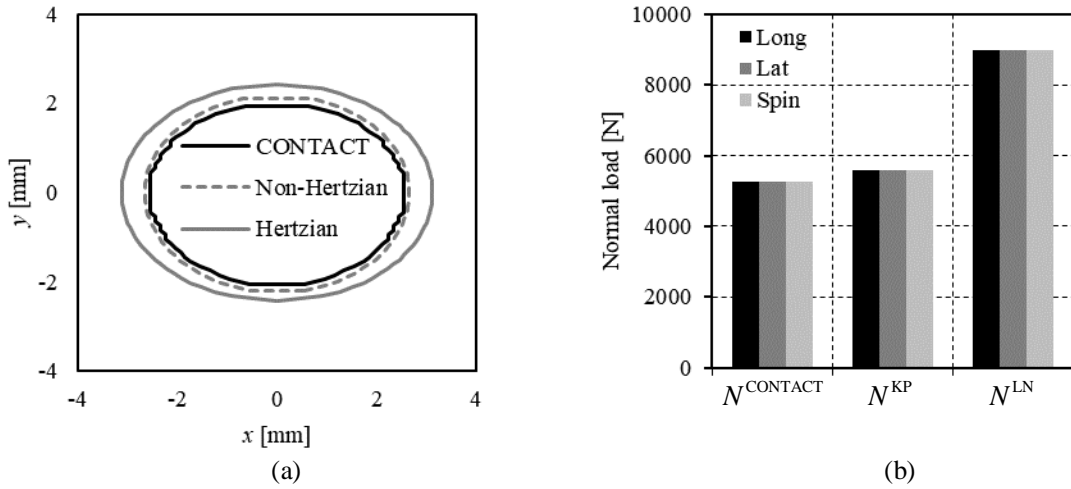 4
2
0
-2
-4
-4 -2 0 2 4
y [mm]
x [mm]
CONTACT
Non-Hertzian
Hertzian
(a)
10000
8000
6000
4000
2000
0
Normal load [N]
Long
Lat
Spin
N^CONTACT N^KP N^LN
(b)